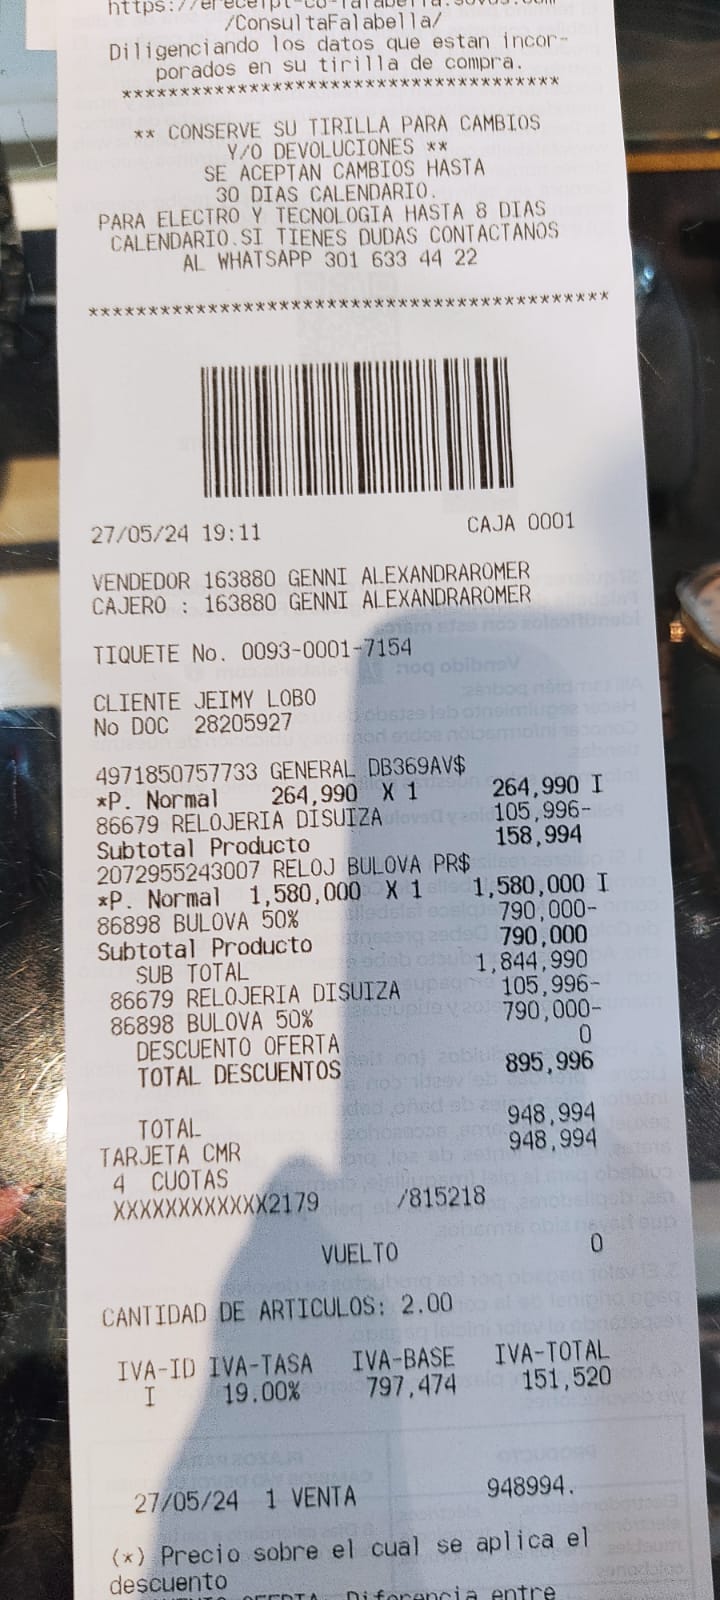 /ConsultaFalabella/
Diligenciando los datos que estan incor-
porados en su tirilla de compra.
***************************************
** CONSERVE SU TIRILLA PARA CAMBIOS
Y/O DEVOLUCIONES **
SE ACEPTAN CAMBIOS HASTA
30 DIAS CALENDARIO.
PARA ELECTRO Y TECNOLOGIA HASTA 8 DIAS
CALENDARIO.SI TIENES DUDAS CONTACTANOS
AL WHATSAPP 301 633 44 22
********************************************
27/05/24 19:11 CAJA 0001
VENDEDOR 163880 GENNI ALEXANDRAROMER
CAJERO : 163880 GENNI ALEXANDRAROMER
TIQUETE No. 0093-0001-7154
CLIENTE JEIMY LOBO
No DOC 28205927
4971850757733 GENERAL DB369AV$
*P. Normal 264,990 X 1 264,990 I
86679 RELOJERIA DISUIZA 105,996-
Subtotal Producto 158,994
2072955243007 RELOJ BULOVA PR$
*P. Normal 1,580,000 X 1 1,580,000 I
86898 BULOVA 50% 790,000-
Subtotal Producto 790,000
SUB TOTAL 1,844,990
86679 RELOJERIA DISUIZA 105,996-
86898 BULOVA 50% 790,000-
DESCUENTO OFERTA 0
TOTAL DESCUENTOS 895,996
TOTAL 948,994
TARJETA CMR 948,994
4 CUOTAS
XXXXXXXXXXXX2179 /815218
VUELTO 0
CANTIDAD DE ARTICULOS: 2.00
IVA-ID IVA-TASA IVA-BASE IVA-TOTAL
I 19.00% 797,474 151,520
27/05/24 1 VENTA 948994.
(*) Precio sobre el cual se aplica el
descuento
OFERTA. Diferencia entre